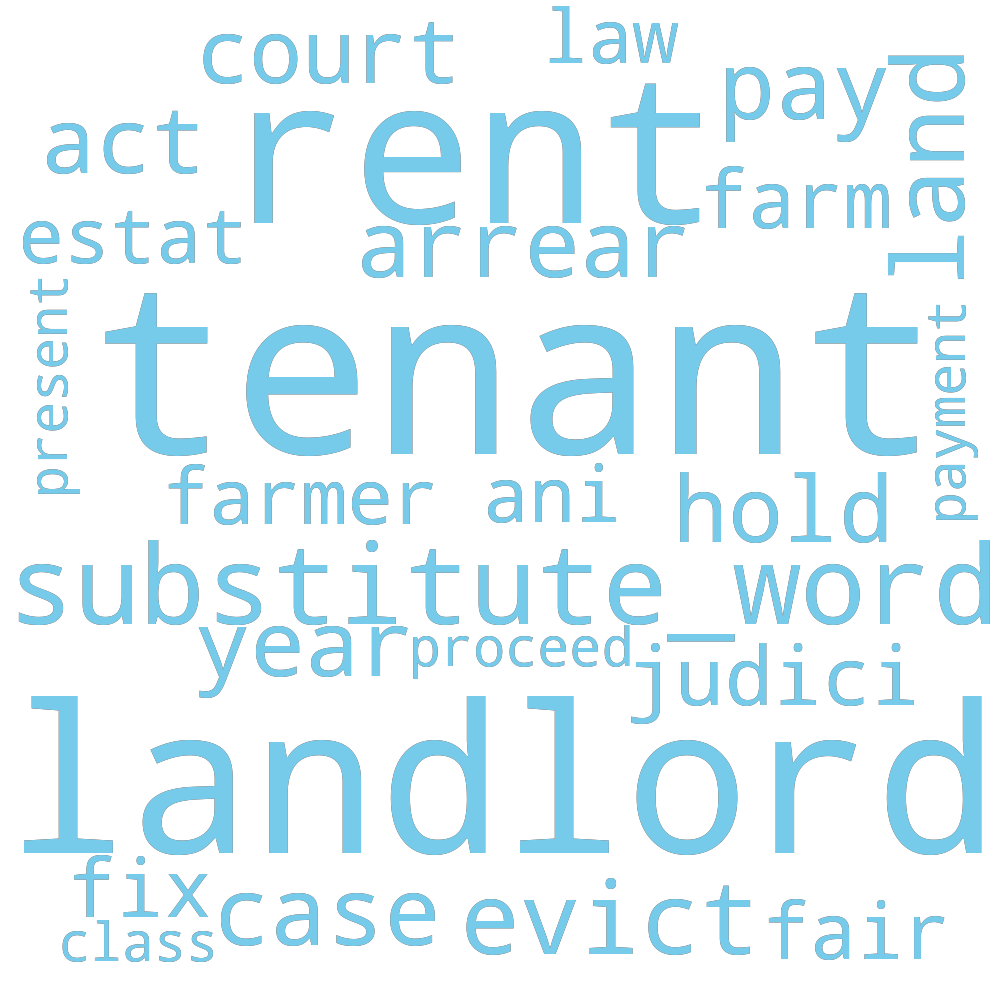 court law
pay
land
rent
act
farm
estat
arrear
present
tenant
payment
farmer ani hold
substitute_word
year proceed judici
landlord
fix case evict fair
class